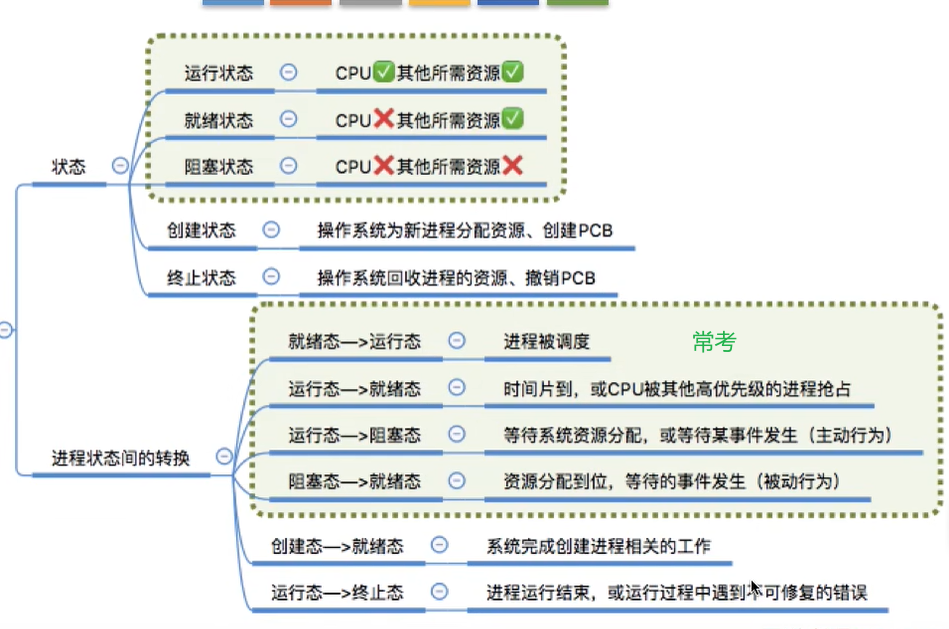 运行状态 CPU✅其他所需资源✅
就绪状态 CPU❌其他所需资源✅
阻塞状态 CPU❌其他所需资源❌
状态
创建状态 操作系统为新进程分配资源、创建PCB
终止状态 操作系统回收进程的资源、撤销PCB
就绪态—>运行态 进程被调度 常考
运行态—>就绪态 时间片到，或CPU被其他高优先级的进程抢占
运行态—>阻塞态 等待系统资源分配，或等待某事件发生（主动行为）
进程状态间的转换
阻塞态—>就绪态 资源分配到位，等待的事件发生（被动行为）
创建态—>就绪态 系统完成创建进程相关的工作
运行态—>终止态 进程运行结束，或运行过程中遇到不可修复的错误